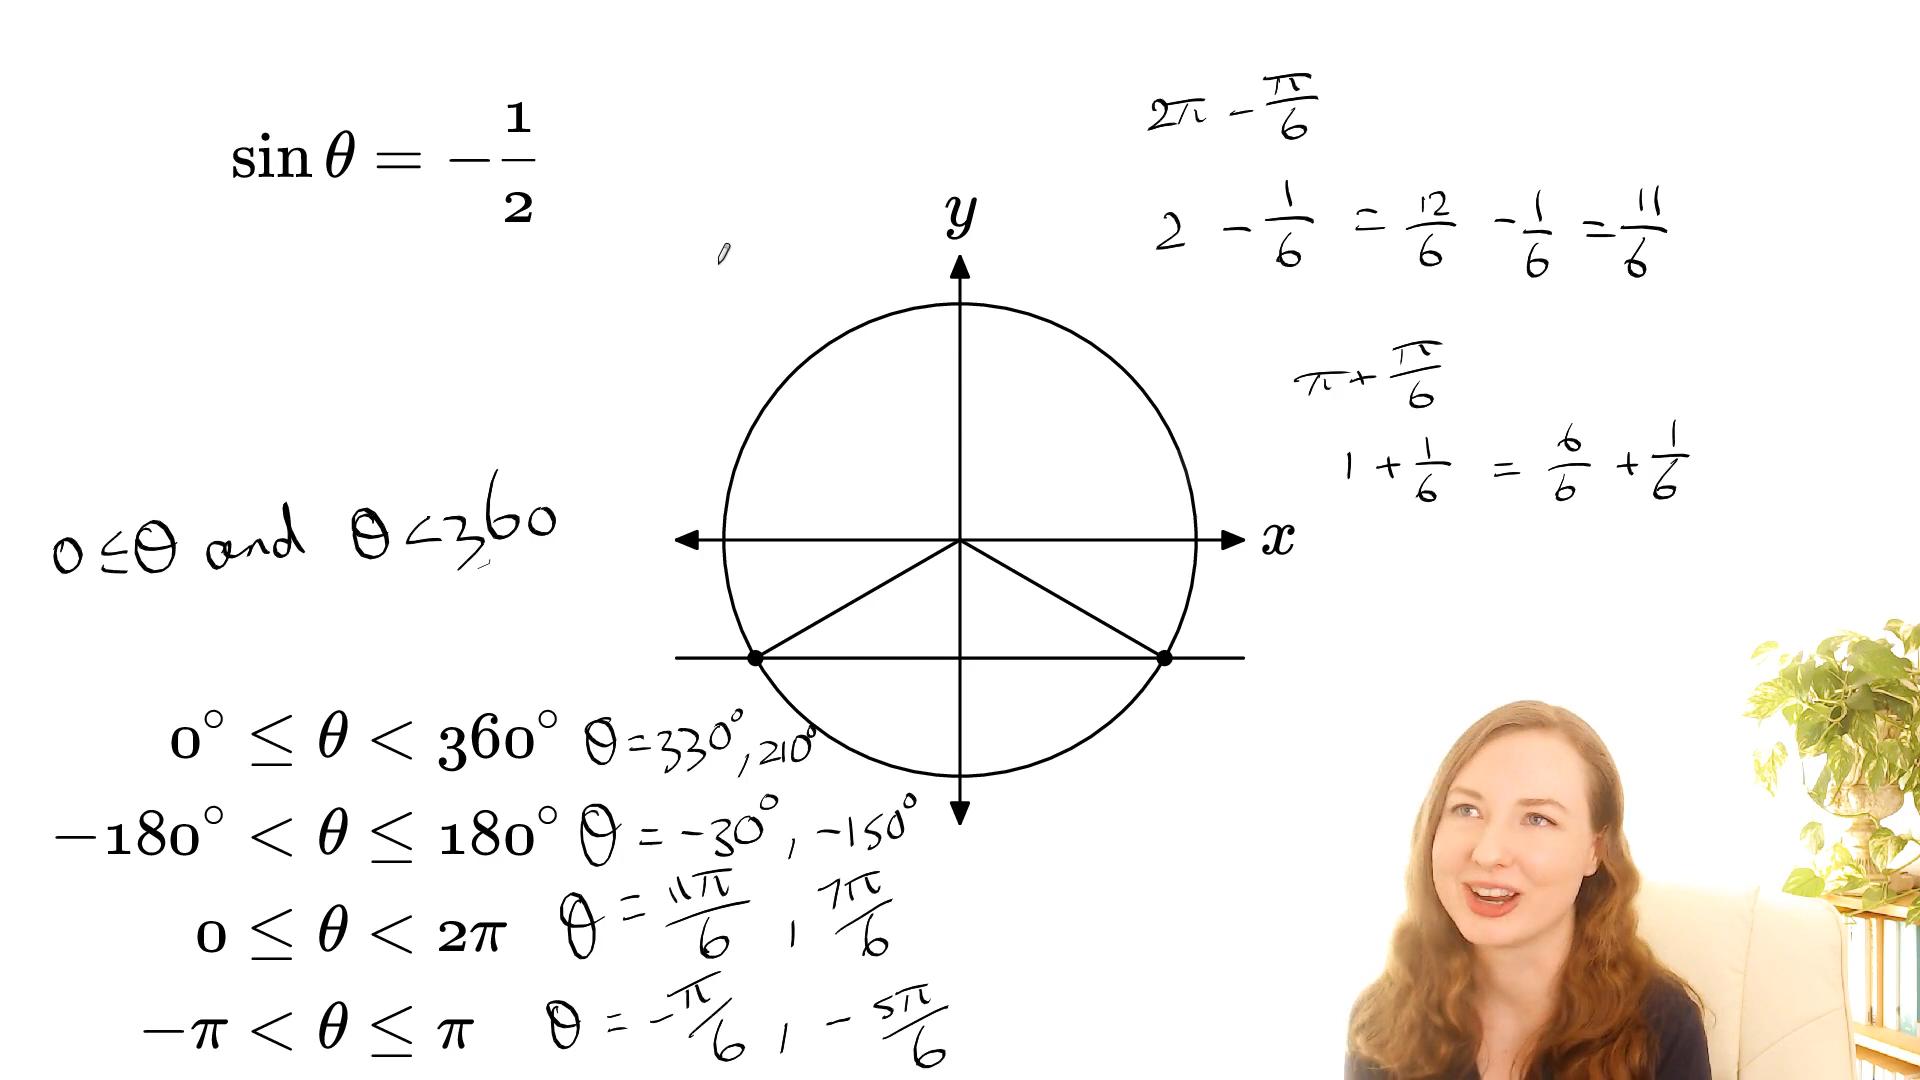 sin θ = -1/2
2π - π/6
2 - 1/6 = 12/6 - 1/6 = 11/6
y
π + π/6
1 + 1/6 = 6/6 + 1/6
0 ≤ θ and θ < 360
x
0° ≤ θ < 360° θ = 330°, 210°
-180° < θ ≤ 180° θ = -30°, -150°
0 ≤ θ < 2π θ = 11π/6, 7π/6
-π < θ ≤ π θ = -π/6, -5π/6